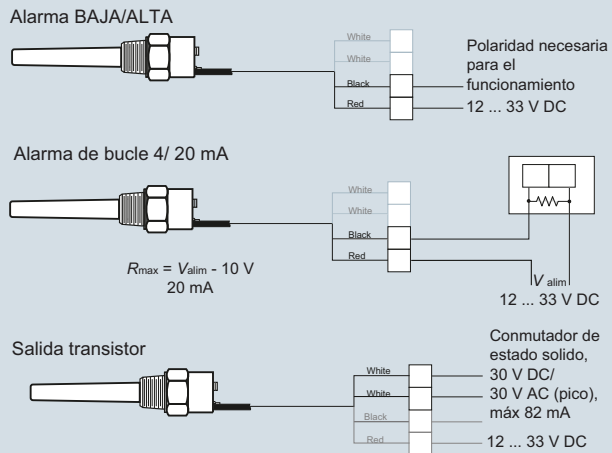 Alarma BAJA/ALTA
White
White
Black
Red
Polaridad necesaria
para el
funcionamiento
12 ... 33 V DC
Alarma de bucle 4/ 20 mA
White
White
Black
Red
Rmax = Valim - 10 V
20 mA
V alim
12 ... 33 V DC
Salida transistor
White
White
Black
Red
Conmutador de
estado solido,
30 V DC/
30 V AC (pico),
máx 82 mA
12 ... 33 V DC